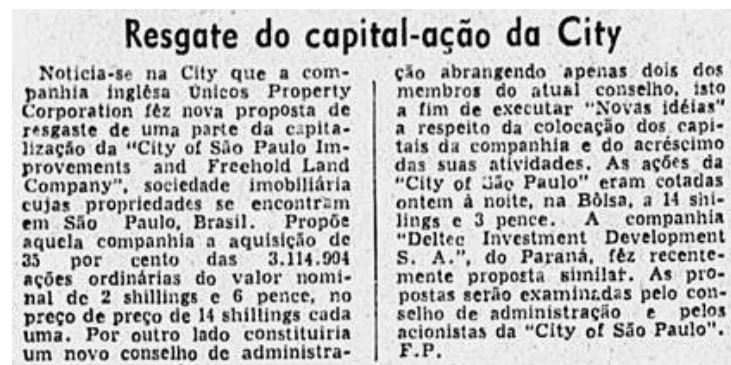 Resgate do capital-ação da City
Noticia-se na City que a com-
panhia inglêsa Unicos Property
Corporation fêz nova proposta de
resgaste de uma parte da capita-
lização da "City of São Paulo Im-
provements and Freehold Land
Company", sociedade imobiliária
cujas propriedades se encontram
em São Paulo, Brasil. Propõe
aquela companhia a aquisição de
35 por cento das 3.114.904
ações ordinárias do valor nomi-
nal de 2 shillings e 6 pence, no
preço de preço de 14 shillings cada
uma. Por outro lado constituiria
um novo conselho de administra-
ção abrangendo apenas dois dos
membros do atual conselho, isto
a fim de executar "Novas idéias"
a respeito da colocação dos capi-
tais da companhia e do acréscimo
das suas atividades. As ações da
"City of São Paulo" eram cotadas
ontem à noite, na Bôlsa, a 14 shi-
lings e 3 pence. A companhia
"Deltec Investment Development
S. A.", do Paraná, fêz recente-
mente proposta similar. As pro-
postas serão examinadas pelo con-
selho de administração e pelos
acionistas da "City of São Paulo".
F.P.